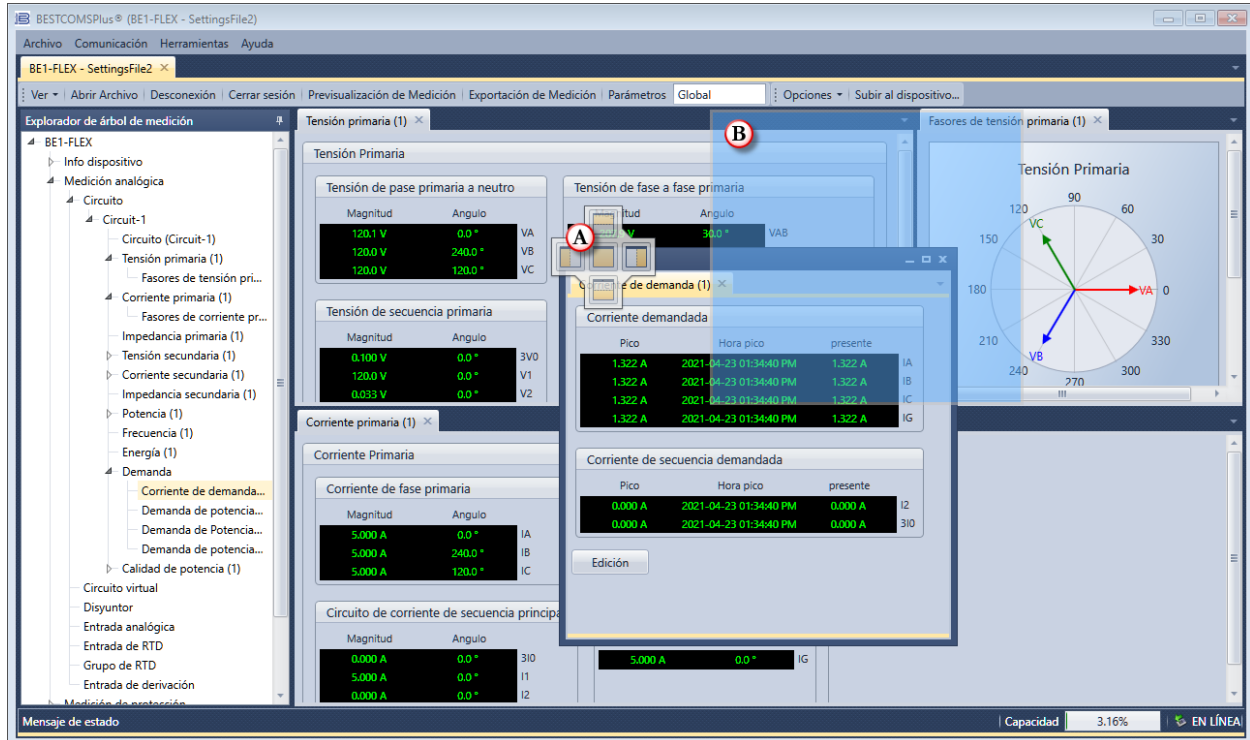 BESTCOMSPlus® (BE1-FLEX - SettingsFile2)
Archivo Comunicación Herramientas Ayuda
BE1-FLEX - SettingsFile2
Ver Abrir Archivo Desconexión Cerrar sesión Previsualización de Medición Exportación de Medición Parámetros Global Opciones Subir al dispositivo...
Explorador de árbol de medición
BE1-FLEX
Info dispositivo
Medición analógica
Circuito
Circuit-1
Circuito (Circuit-1)
Tensión primaria (1)
Fasores de tensión pri...
Corriente primaria (1)
Fasores de corriente pr...
Impedancia primaria (1)
Tensión secundaria (1)
Corriente secundaria (1)
Impedancia secundaria (1)
Potencia (1)
Frecuencia (1)
Energía (1)
Demanda
Corriente de demanda...
Demanda de potencia...
Demanda de Potencia...
Demanda de potencia...
Calidad de potencia (1)
Circuito virtual
Disyuntor
Entrada analógica
Entrada de RTD
Grupo de RTD
Entrada de derivación
Medición de protección
Tensión primaria (1)
Tensión Primaria
Tensión de pase primaria a neutro
Magnitud Angulo
120.1 V 0.0 ° VA
120.0 V 240.0 ° VB
120.0 V 120.0 ° VC
Tensión de fase a fase primaria
Angulo
30.0 ° VAB
A
B
Tensión de secuencia primaria
Magnitud Angulo
0.100 V 0.0 ° 3V0
120.0 V 0.0 ° V1
0.033 V 0.0 ° V2
Fasores de tensión primaria (1)
Tensión Primaria
90
120 60
VC
150 30
180 VA 0
210 330
VB
240 300
270
de demanda (1)
Corriente demandada
Pico Hora pico presente
1.322 A 2021-04-23 01:34:40 PM 1.322 A IA
1.322 A 2021-04-23 01:34:40 PM 1.322 A IB
1.322 A 2021-04-23 01:34:40 PM 1.322 A IC
1.322 A 2021-04-23 01:34:40 PM 1.322 A IG
Corriente de secuencia demandada
Pico Hora pico presente
0.000 A 2021-04-23 01:34:40 PM 0.000 A I2
0.000 A 2021-04-23 01:34:40 PM 0.000 A 3I0
Edición
Corriente primaria (1)
Corriente Primaria
Corriente de fase primaria
Magnitud Angulo
5.000 A 0.0 ° IA
5.000 A 240.0 ° IB
5.000 A 120.0 ° IC
Circuito de corriente de secuencia principa
Magnitud Angulo
0.000 A 0.0 ° 3I0
5.000 A 0.0 ° I1
0.000 A 0.0 ° I2
5.000 A 0.0 ° IG
Mensaje de estado
Capacidad 3.16% EN LÍNEA